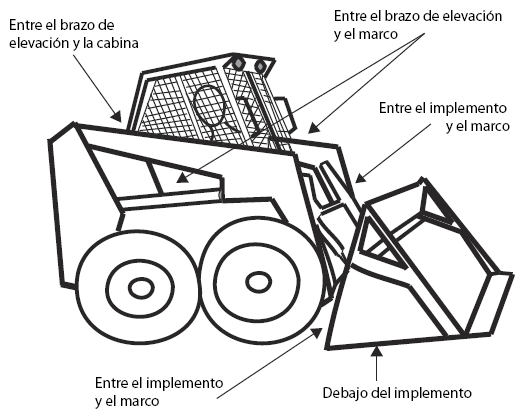 Entre el brazo de
elevación y la cabina
Entre el brazo de elevación
y el marco
Entre el implemento
y el marco
Entre el implemento
y el marco
Debajo del implemento